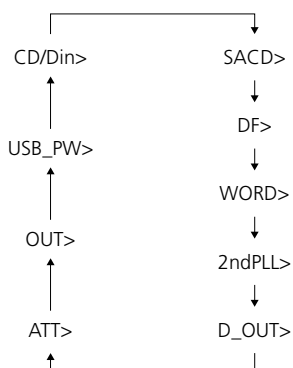 CD/Din> SACD>
DF>
USB_PW>
WORD>
OUT>
2ndPLL>
ATT> D_OUT>